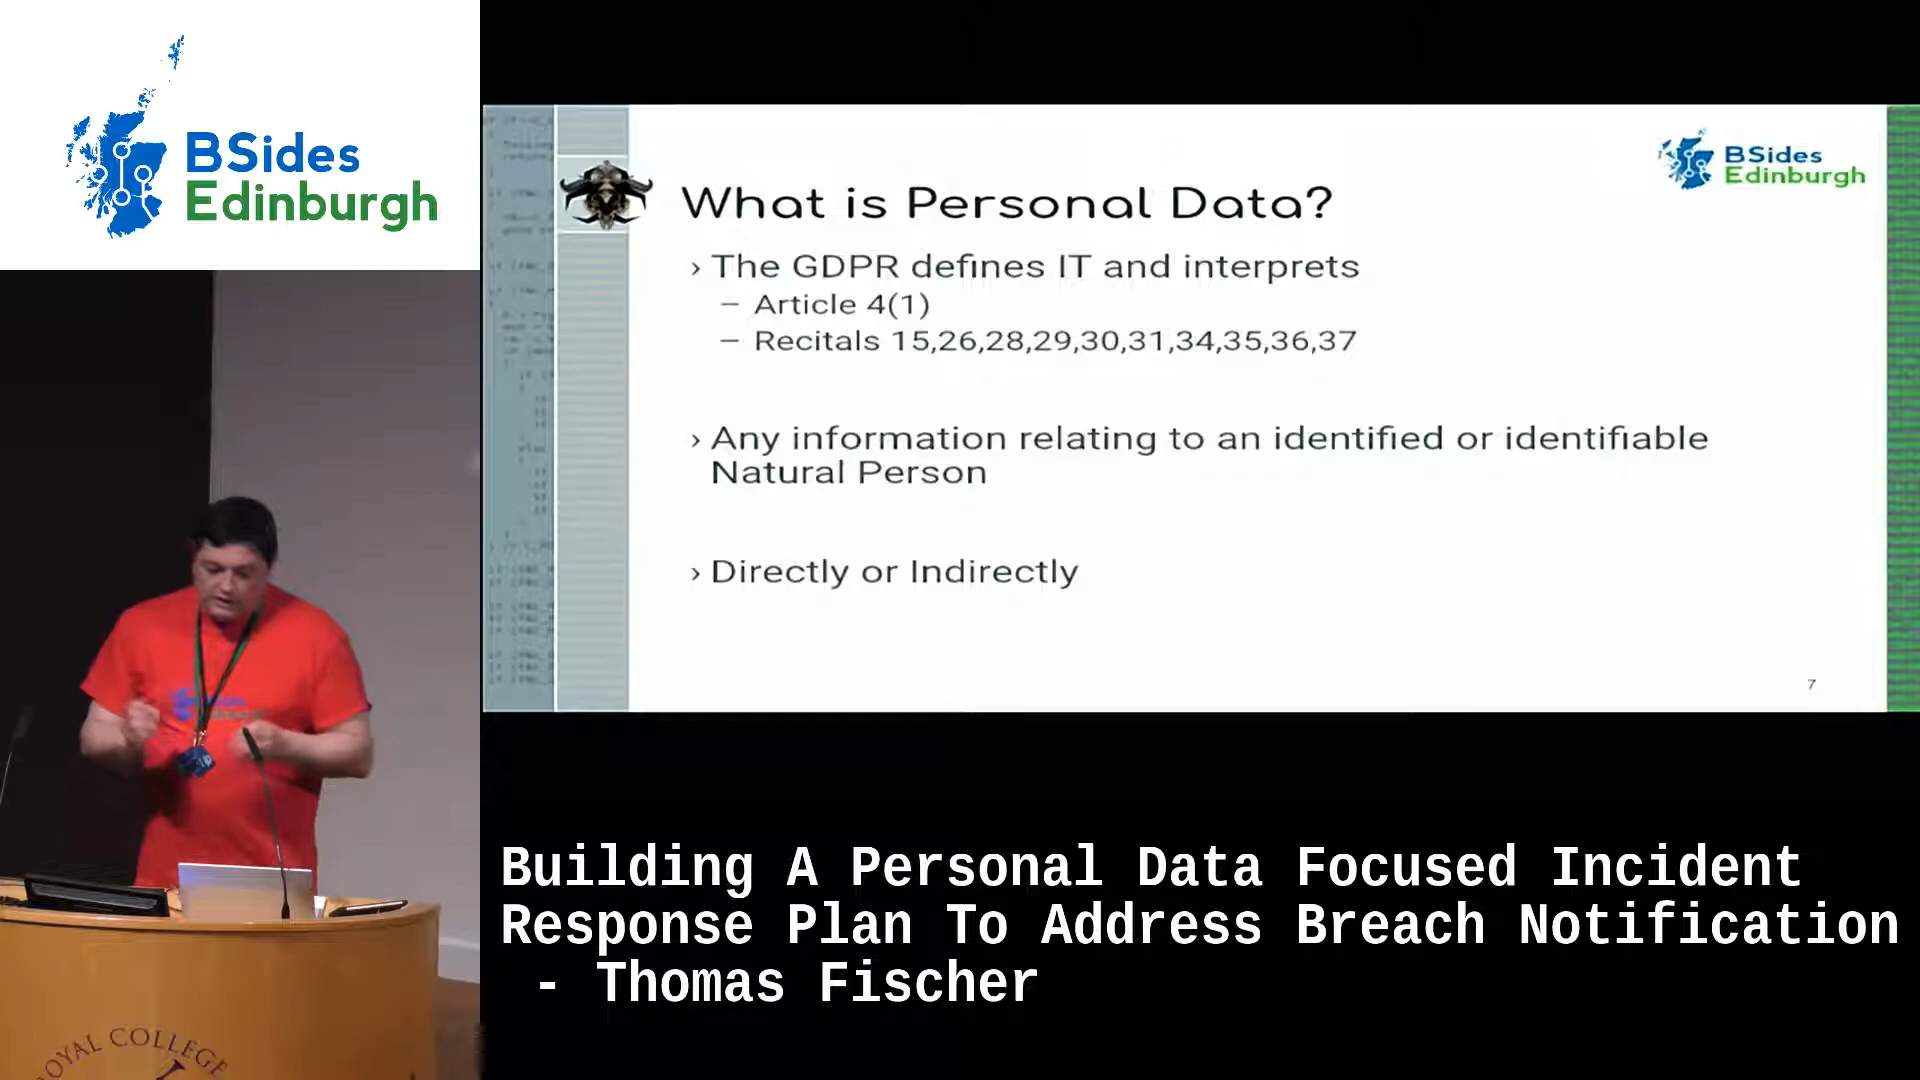 BSides
Edinburgh
What is Personal Data?
BSides
Edinburgh
› The GDPR defines IT and interprets
– Article 4(1)
– Recitals 15,26,28,29,30,31,34,35,36,37
› Any information relating to an identified or identifiable
Natural Person
› Directly or Indirectly
7
Building A Personal Data Focused Incident
Response Plan To Address Breach Notification
- Thomas Fischer
ROYAL COLLEGE